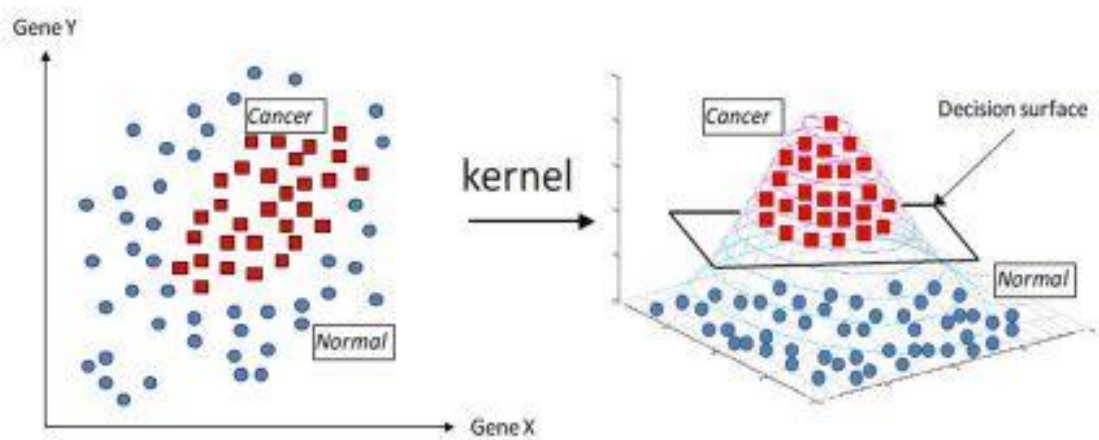 Gene Y
Cancer
Normal
Gene X
kernel
Cancer
Decision surface
Normal